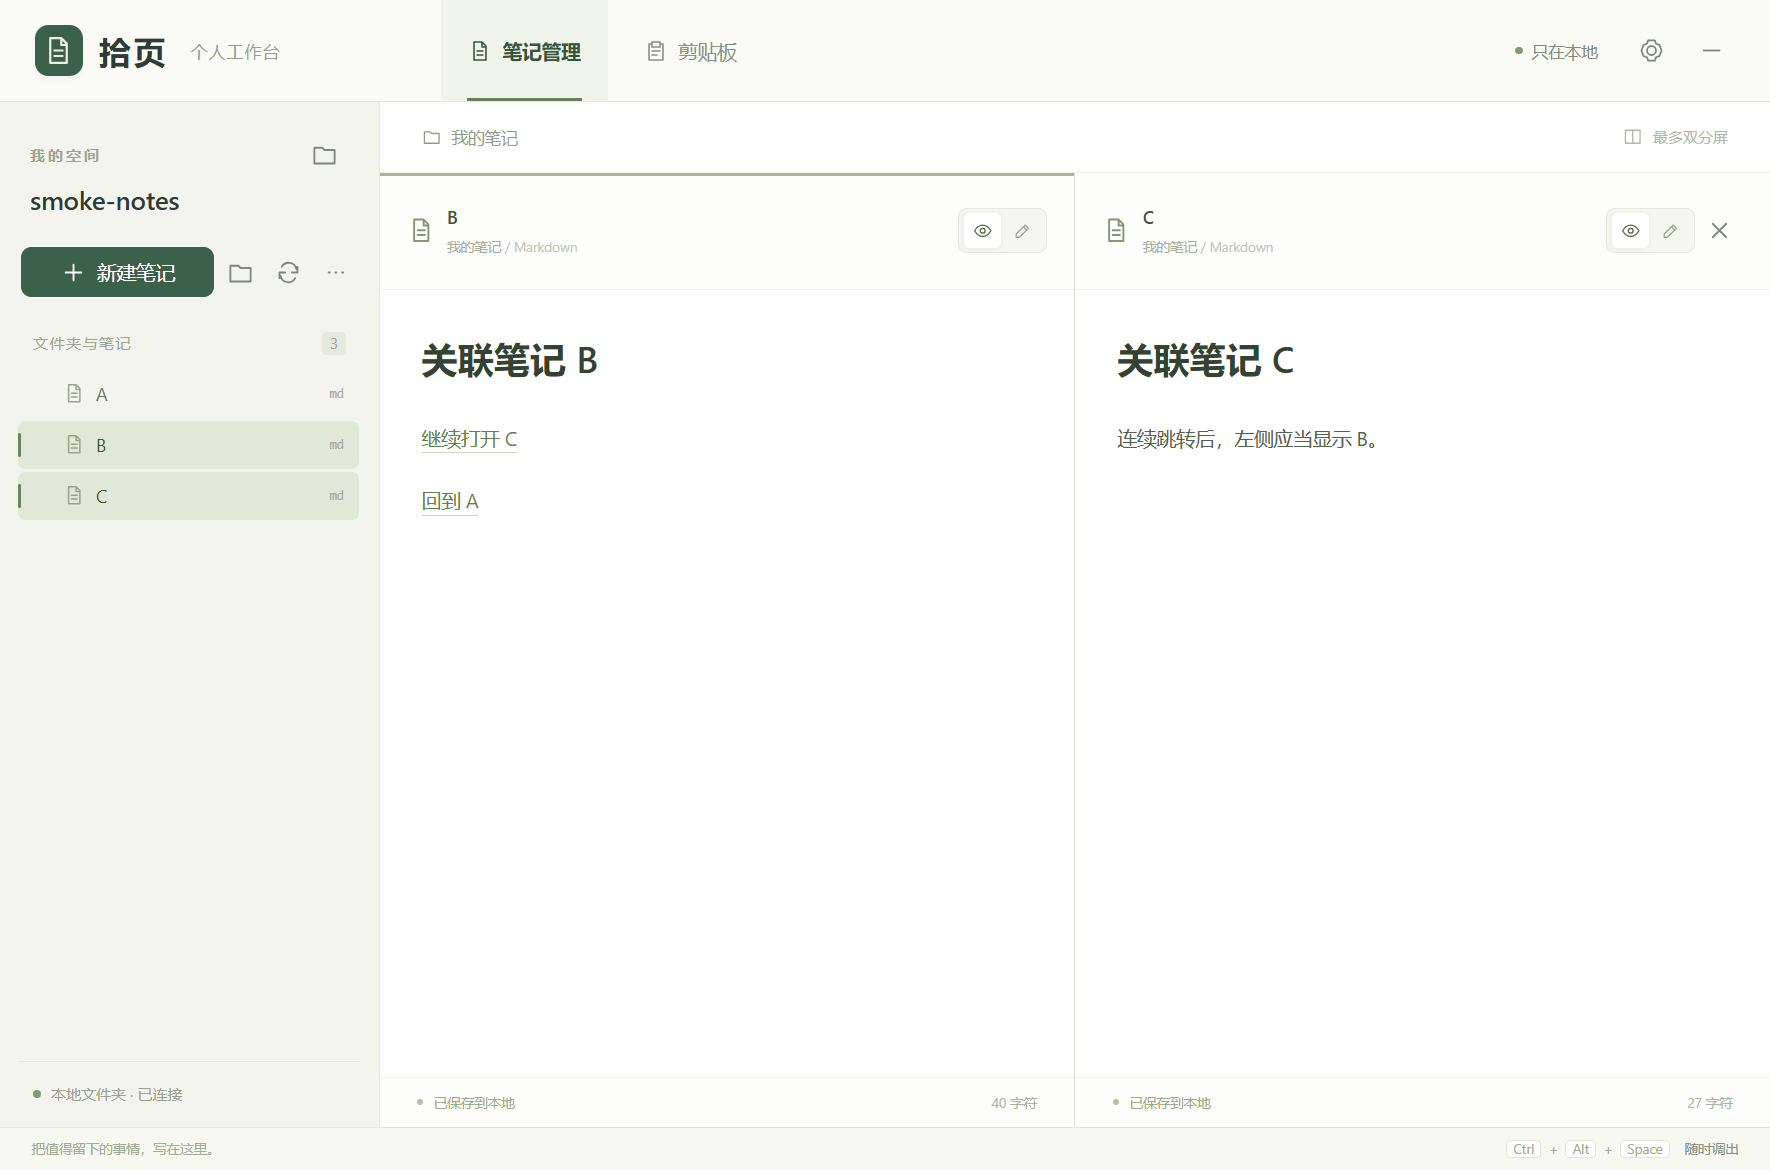 拾页 个人工作台 笔记管理 剪贴板 只在本地
我的空间
smoke-notes
新建笔记
文件夹与笔记 3
A md
B md
C md
本地文件夹 · 已连接
我的笔记 最多双分屏
B
我的笔记 / Markdown
关联笔记 B
继续打开 C
回到 A
已保存到本地 40 字符
C
我的笔记 / Markdown
关联笔记 C
连续跳转后，左侧应当显示 B。
已保存到本地 27 字符
把值得留下的事情，写在这里。 Ctrl + Alt + Space 随时调出